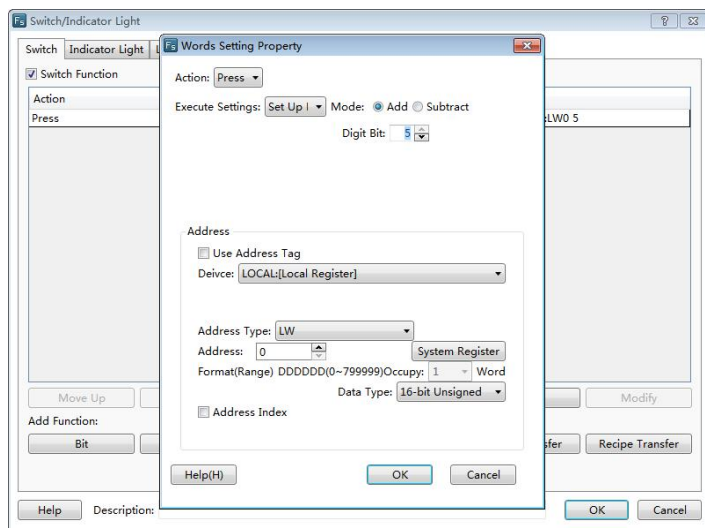 Switch/Indicator Light
Switch
Indicator Light
Switch Function
Action
Press
:LW0 5
Move Up
Modify
Add Function:
Bit
sfer
Recipe Transfer
Help
Description:
OK
Cancel
Words Setting Property
Action: Press
Execute Settings: Set Up I Mode: Add Subtract
Digit Bit: 5
Address
Use Address Tag
Deivce: LOCAL:[Local Register]
Address Type: LW
Address: 0 System Register
Format(Range) DDDDDD(0~799999)Occupy: 1 Word
Data Type: 16-bit Unsigned
Address Index
Help(H)
OK
Cancel